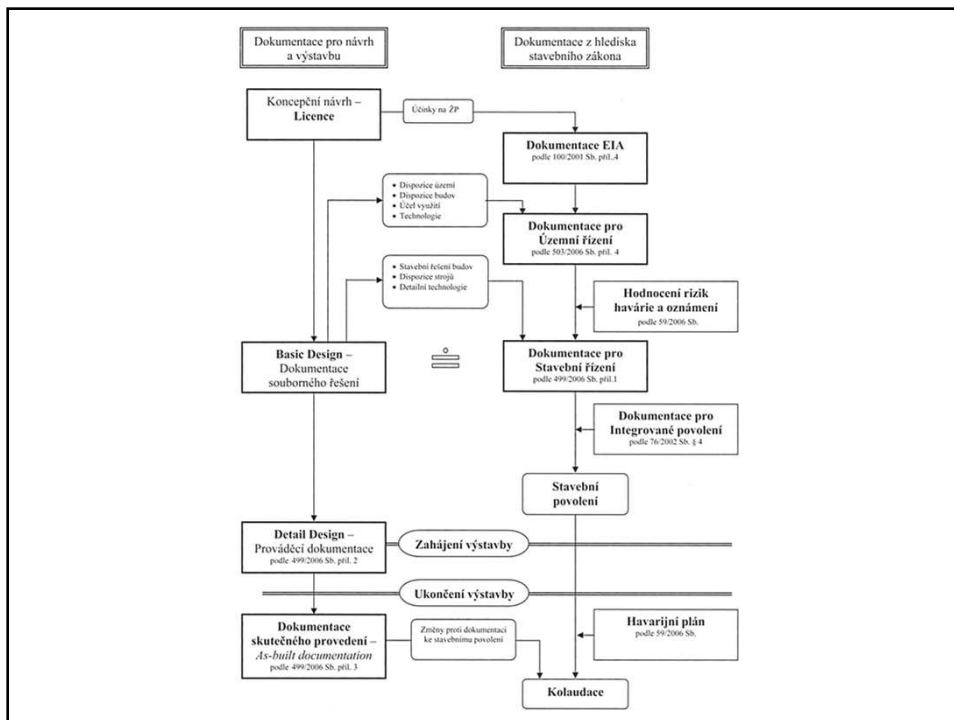 Dokumentace pro návrh
a výstavbu
Dokumentace z hlediska
stavebního zákona
Koncepční návrh –
Licence
Účinky na ŽP
Dokumentace EIA
podle 100/2001 Sb. příl..4
• Dispozice území
• Dispozice budov
• Účel využití
• Technologie
Dokumentace pro
Územní řízení
podle 503/2006 Sb. příl. 4
• Stavební řešení budov
• Dispozice strojů
• Detailní technologie
Hodnocení rizik
havárie a oznámení
podle 59/2006 Sb.
Basic Design –
Dokumentace
souborného řešení
Dokumentace pro
Stavební řízení
podle 499/2006 Sb. příl.1
Dokumentace pro
Integrované povolení
podle 76/2002 Sb. § 4
Stavební
povolení
Detail Design –
Prováděcí dokumentace
podle 499/2006 Sb. příl. 2
Zahájení výstavby
Ukončení výstavby
Dokumentace
skutečného provedení –
As-built documentation
podle 499/2006 Sb. příl. 3
Změny proti dokumentaci
ke stavebnímu povolení
Havarijní plán
podle 59/2006 Sb.
Kolaudace